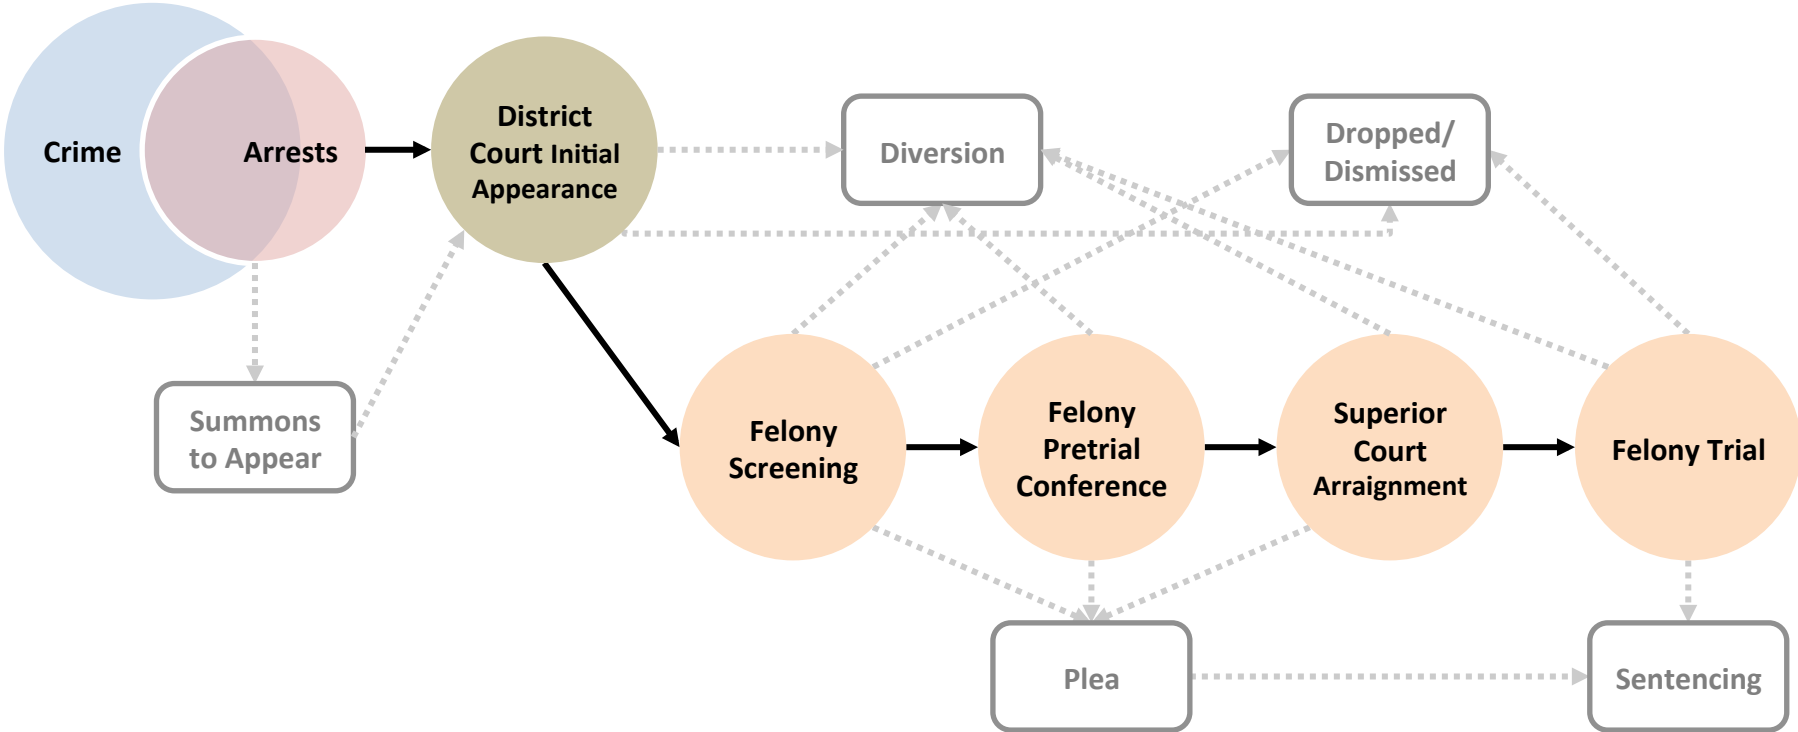 Crime
Arrests
District
Court Initial
Appearance
Diversion
Dropped/
Dismissed
Summons
to Appear
Felony
Screening
Felony
Pretrial
Conference
Superior
Court
Arraignment
Felony Trial
Plea
Sentencing